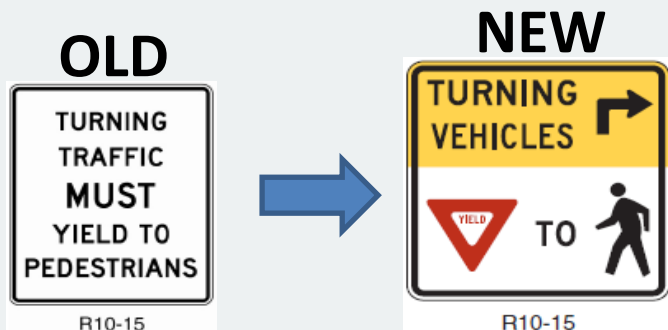 OLD
TURNING
TRAFFIC
MUST
YIELD TO
PEDESTRIANS
R10-15
NEW
TURNING
VEHICLES
YIELD
TO
R10-15